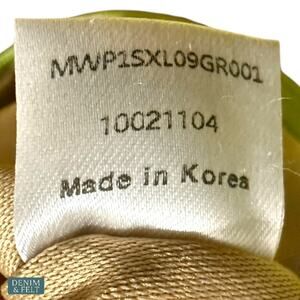 MWP1SXL09GR001
10021104
Made in Korea
DENIM
& FELT